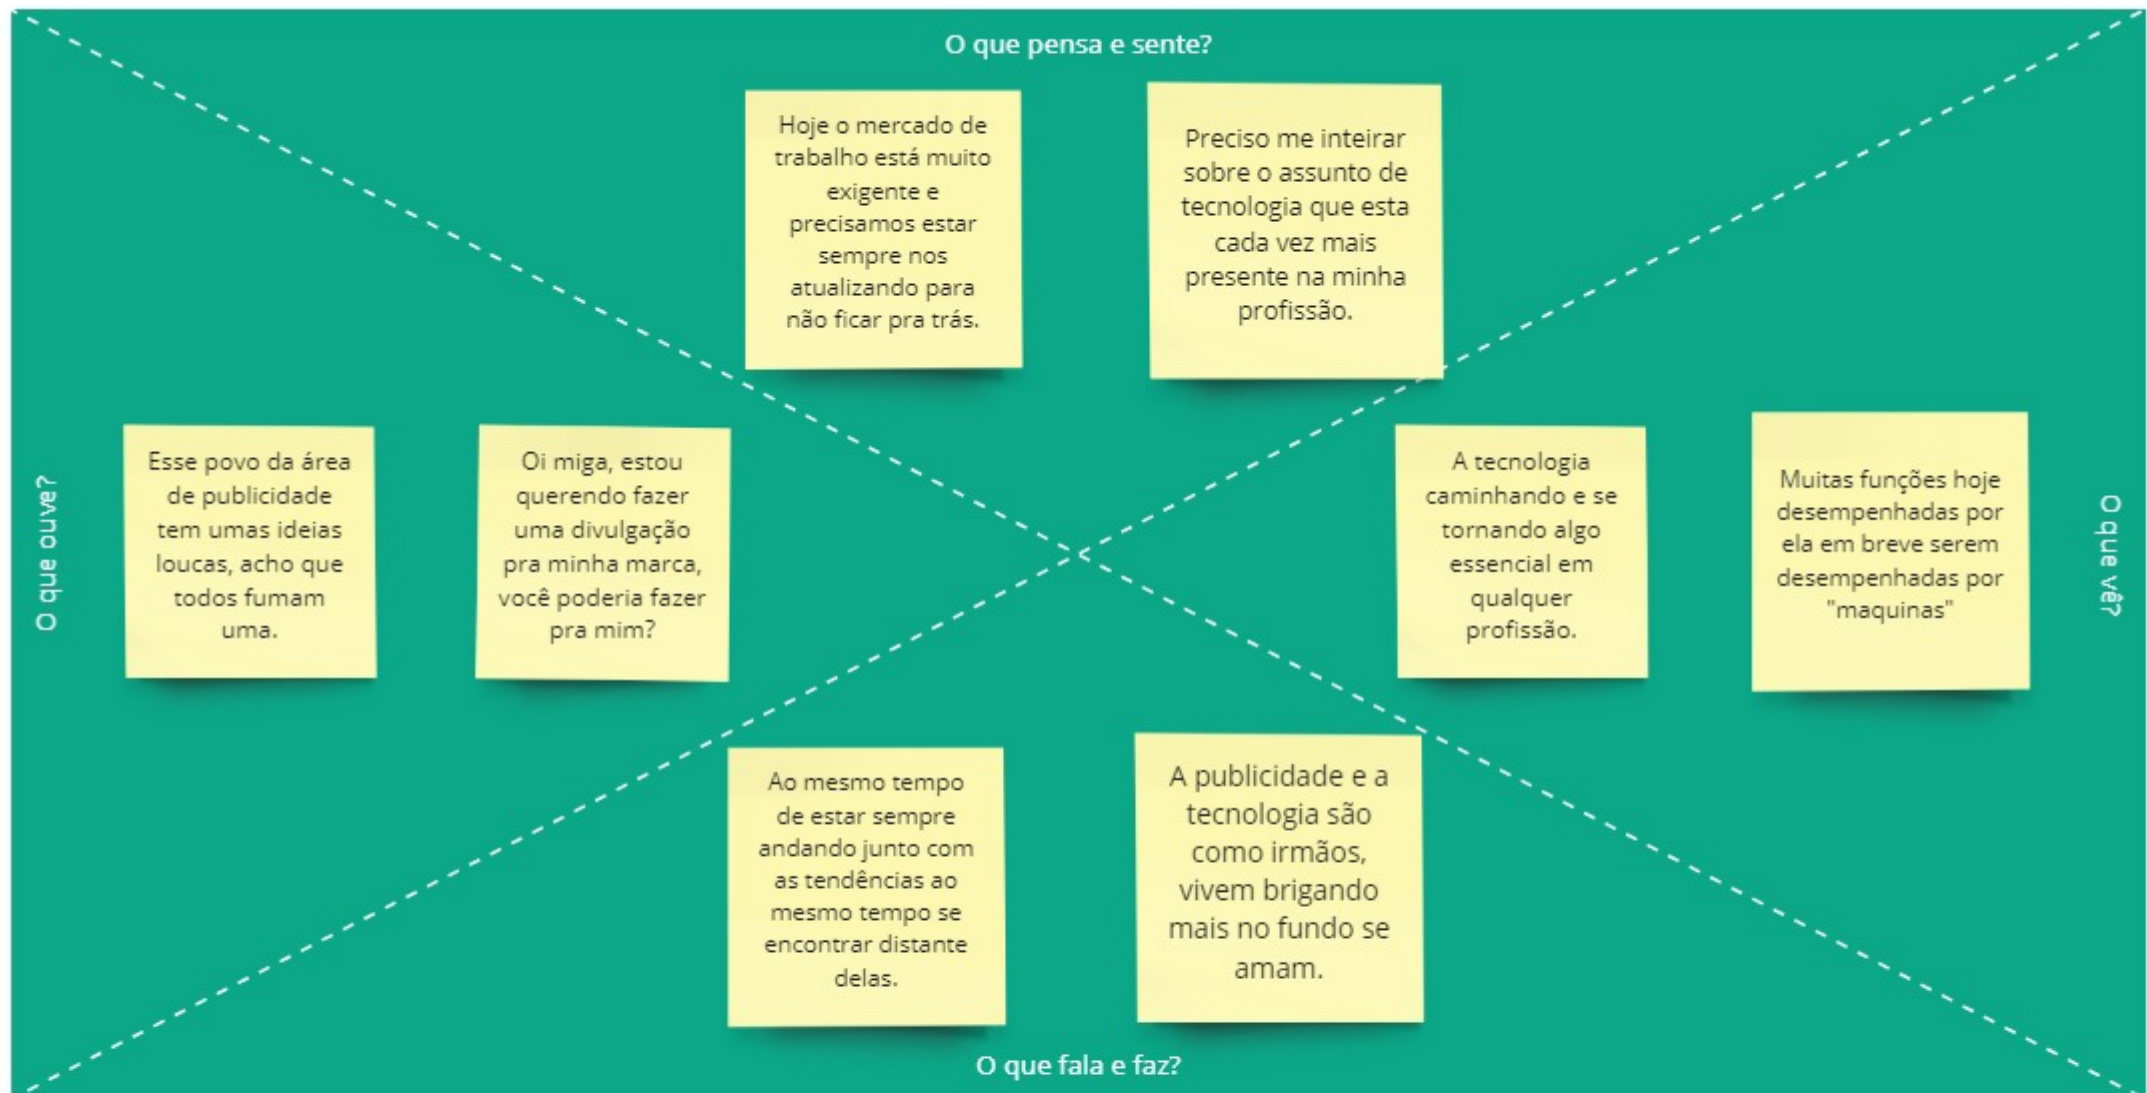 O que pensa e sente?
Hoje o mercado de
trabalho está muito
exigente e
precisamos estar
sempre nos
atualizando para
não ficar pra trás.
Preciso me inteirar
sobre o assunto de
tecnologia que esta
cada vez mais
presente na minha
profissão.
O que ouve?
Esse povo da área
de publicidade
tem umas ideias
loucas, acho que
todos fumam
uma.
Oi miga, estou
querendo fazer
uma divulgação
pra minha marca,
você poderia fazer
pra mim?
A tecnologia
caminhando e se
tornando algo
essencial em
qualquer
profissão.
Muitas funções hoje
desempenhadas por
ela em breve serem
desempenhadas por
"maquinas"
O que vê?
Ao mesmo tempo
de estar sempre
andando junto com
as tendências ao
mesmo tempo se
encontrar distante
delas.
A publicidade e a
tecnologia são
como irmãos,
vivem brigando
mais no fundo se
amam.
O que fala e faz?